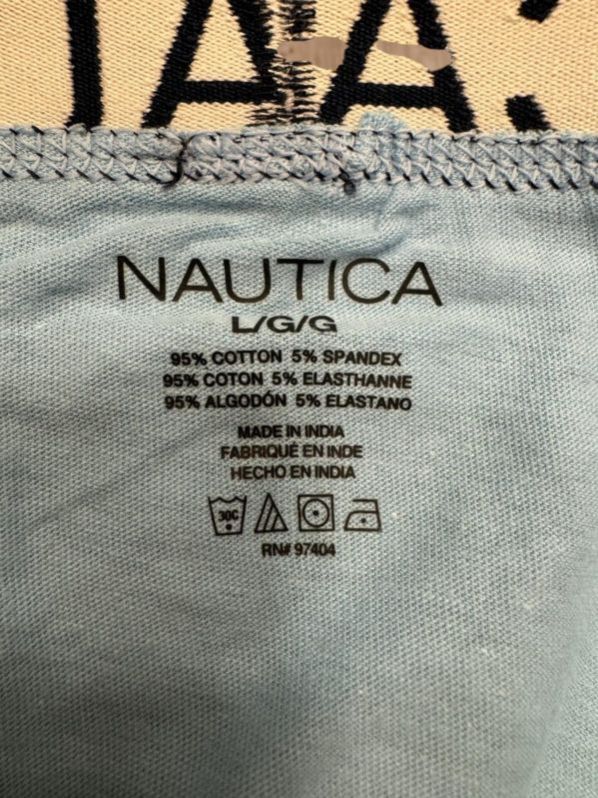 NAUTICA
L/G/G
95% COTTON 5% SPANDEX
95% COTON 5% ELASTHANNE
95% ALGODÓN 5% ELASTANO
MADE IN INDIA
FABRIQUÉ EN INDE
HECHO EN INDIA
30C
RN# 97404